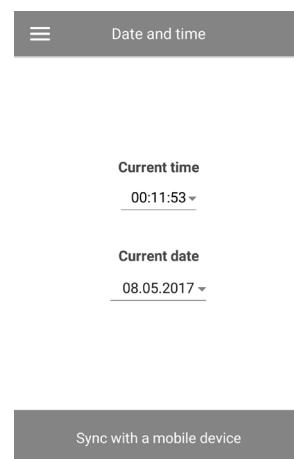 Date and time
Current time
00:11:53
Current date
08.05.2017
Sync with a mobile device